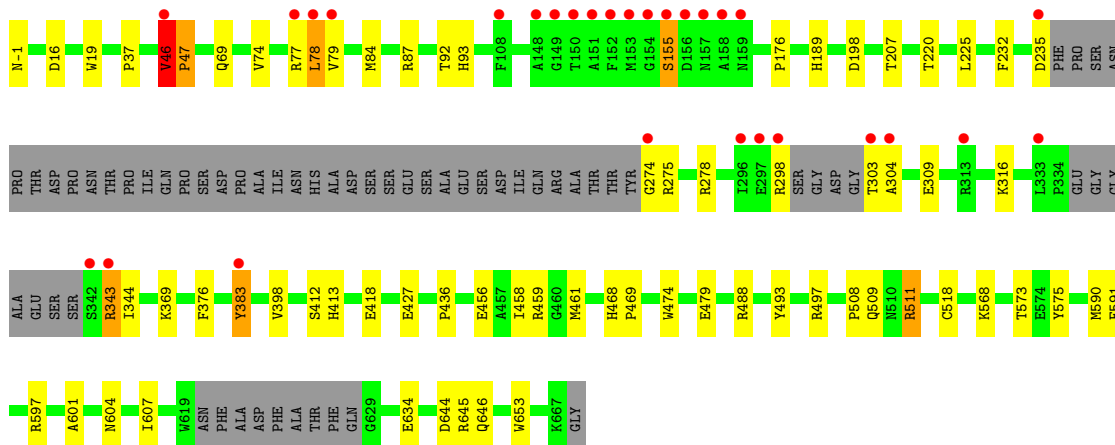 N-1 D16 W19 P37 V46 P47 Q69 V74 R77 L78 V79 M84 R87 T92 H93 F108 A148 G149 T150 A151 F152 M153 G154 S155 D156 N157 A158 N159 P176 H189 D198 T207 T220 L225 F232 D235 PHE PRO SER ASN
PRO THR ASP PRO ASN THR PRO ILE GLN PRO SER ASP PRO ALA ILE ASN HIS ALA ASP SER SER GLU SER ALA GLU SER ASP ILE GLN ARG ALA THR THR TYR G274 R275 R278 I296 E297 R298 SER GLY ASP GLY T303 A304 E309 R313 K316 L333 P334 GLU GLY GLY
ALA GLU SER SER S342 R343 I344 K369 F376 Y383 V398 S412 H413 E418 E427 P436 E456 A457 I458 R459 G460 M461 H468 P469 W474 E479 R488 Y493 R497 P508 Q509 N510 R511 C518 K568 T573 E574 Y575 M590
R597 A601 N604 I607 W619 ASN PHE ALA ASP PHE ALA THR PHE GLN G629 E634 D644 R645 Q646 W653 K667 GLY